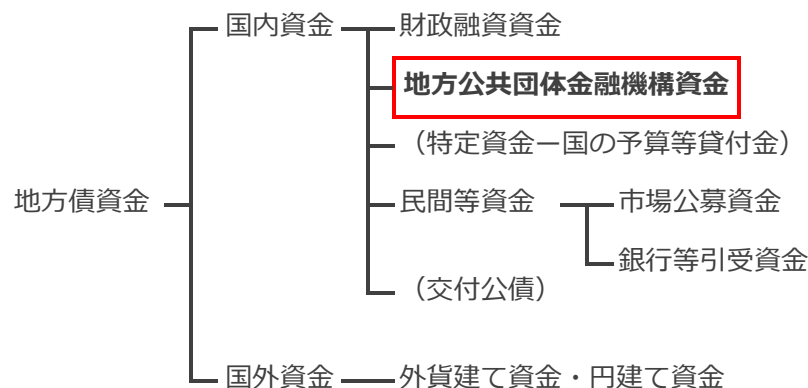 国内資金
財政融資資金
地方公共団体金融機構資金
（特定資金－国の予算等貸付金）
地方債資金
民間等資金
市場公募資金
銀行等引受資金
（交付公債）
国外資金
外貨建て資金・円建て資金